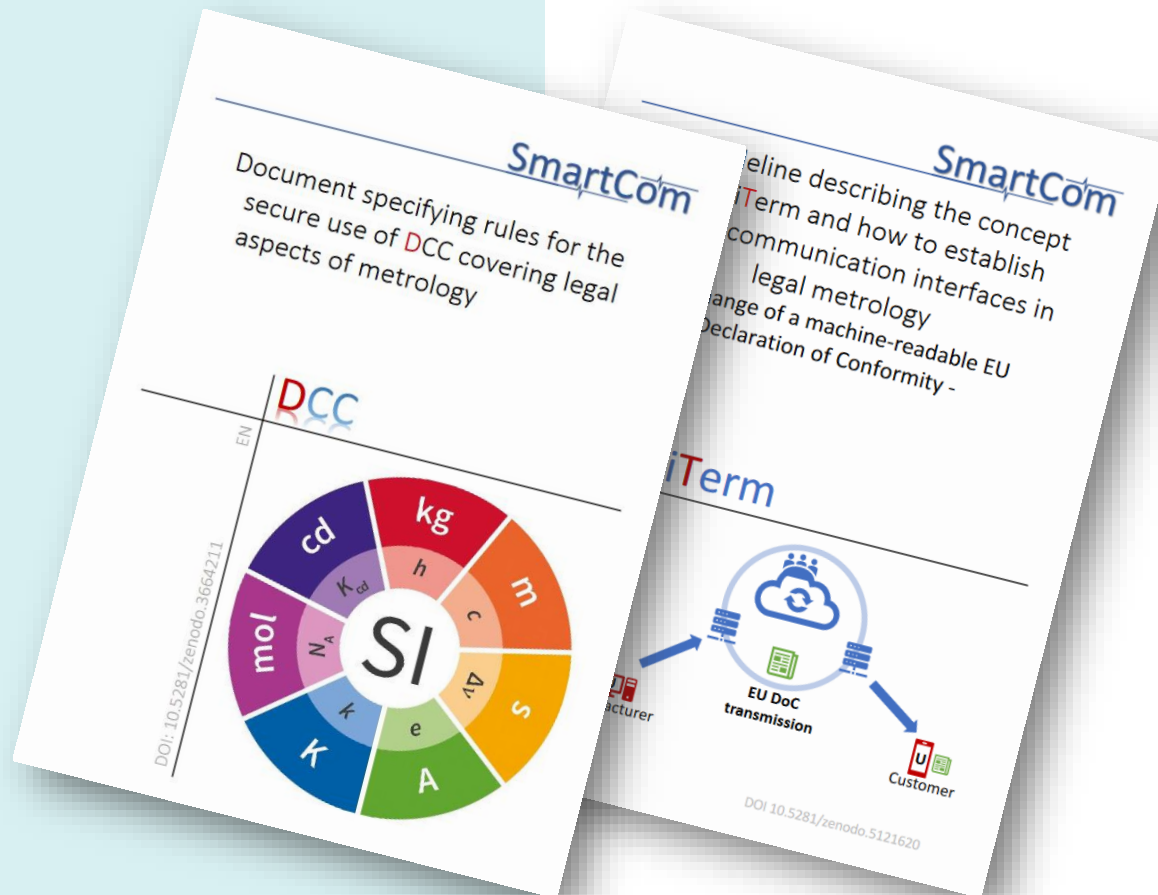 SmartCom
Document specifying rules for the
secure use of DCC covering legal
aspects of metrology
DCC
EN
DOI: 10.5281/zenodo.3664211
kg
m
s
A
K
mol
cd
h
c
Δν
e
k
NA
Kcd
SI
SmartCom
eline describing the concept
iTerm and how to establish
communication interfaces in
legal metrology
ange of a machine-readable EU
Declaration of Conformity -
iTerm
EU DoC
transmission
acturer
U
Customer
DOI 10.5281/zenodo.5121620